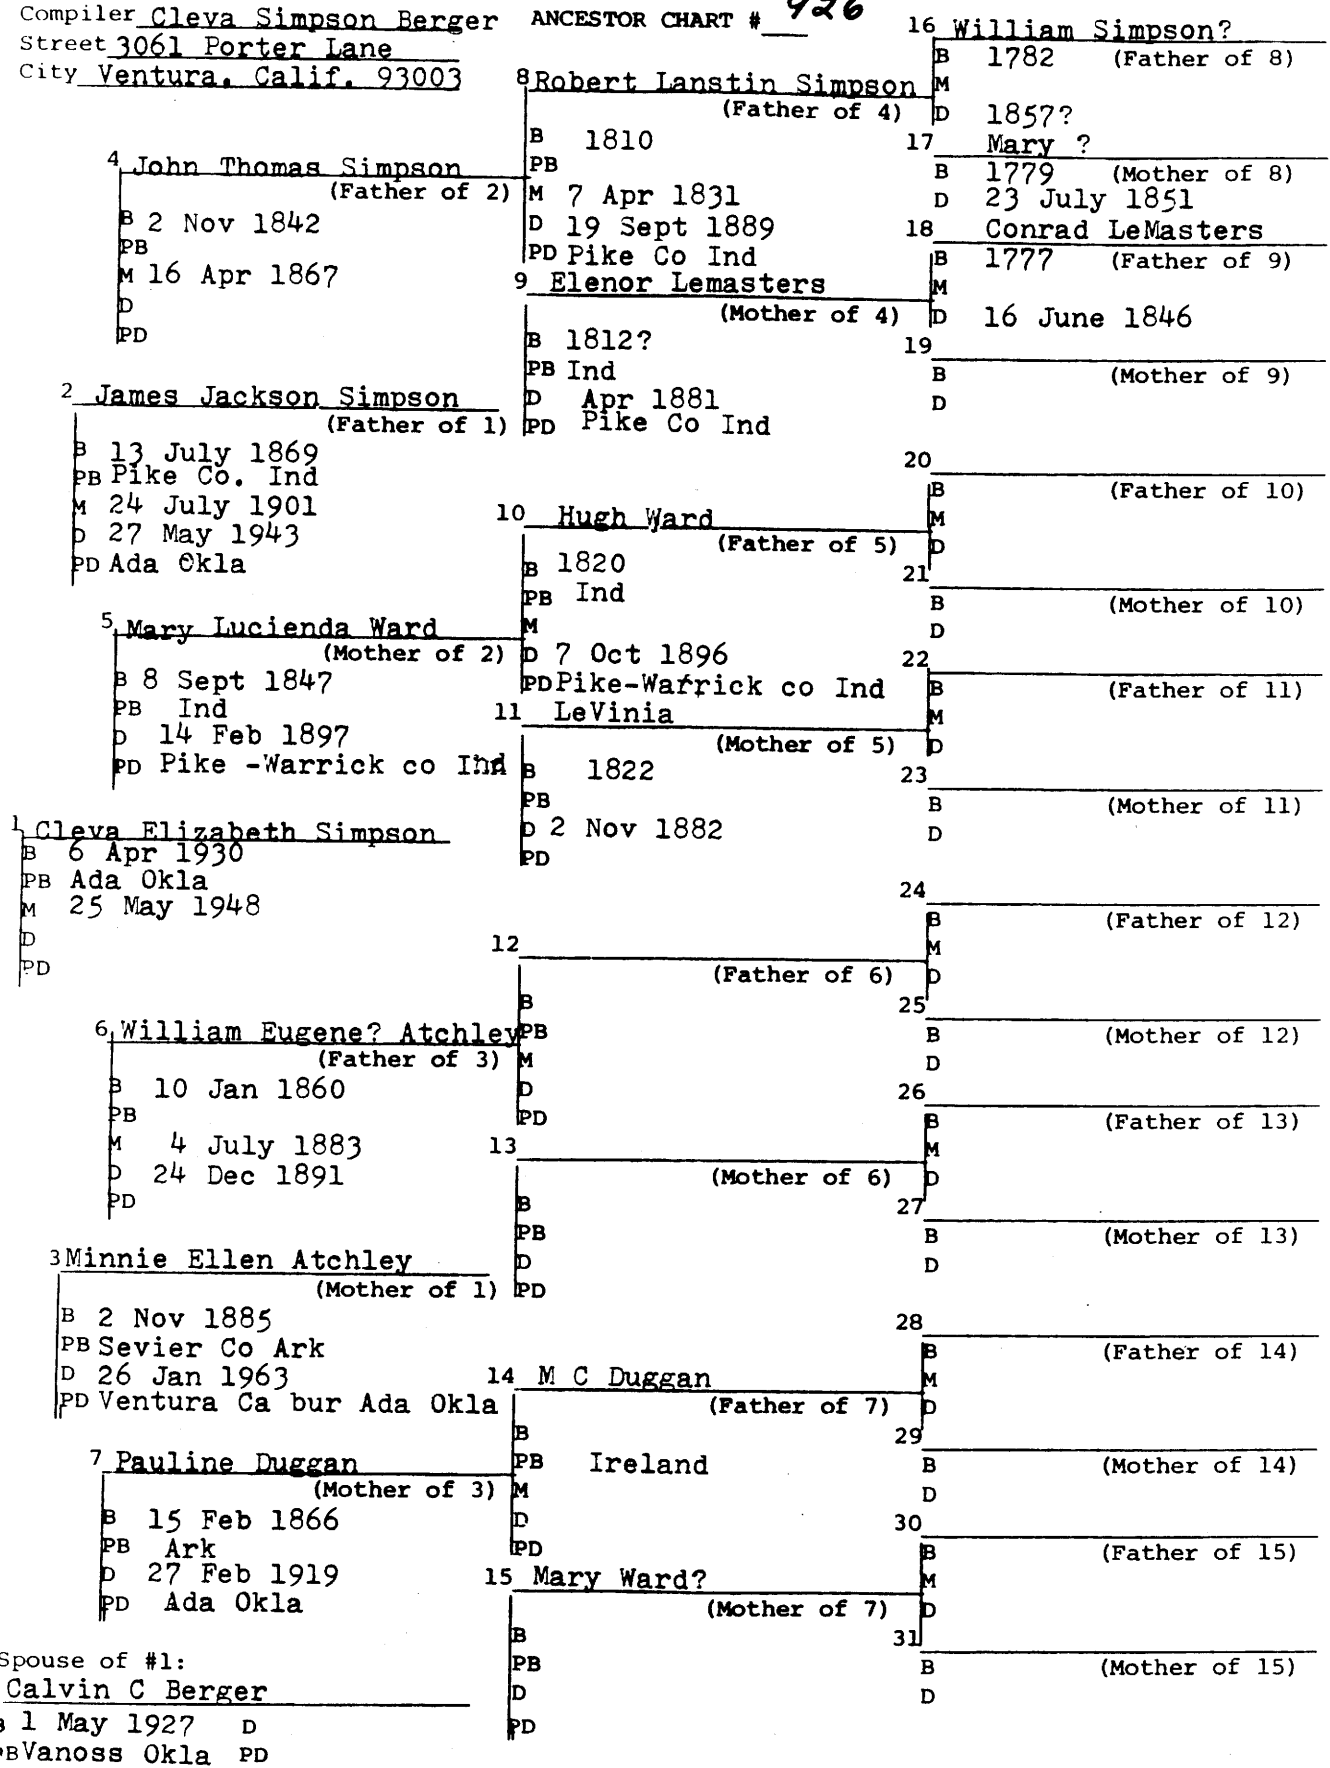 Compiler Cleva Simpson Berger
Street 3061 Porter Lane
City Ventura, Calif. 93003
ANCESTOR CHART # 926
16 William Simpson?
B 1782 (Father of 8)
M
D 1857?
8 Robert Lanstin Simpson
(Father of 4)
B 1810
PB
M 7 Apr 1831
D 19 Sept 1889
PD Pike Co Ind
17 Mary ?
B 1779 (Mother of 8)
D 23 July 1851
4 John Thomas Simpson
(Father of 2)
B 2 Nov 1842
PB
M 16 Apr 1867
D
PD
18 Conrad LeMasters
B 1777 (Father of 9)
M
D 16 June 1846
9 Elenor Lemasters
(Mother of 4)
B 1812?
PB Ind
D Apr 1881
PD Pike Co Ind
19
B (Mother of 9)
D
2 James Jackson Simpson
(Father of 1)
B 13 July 1869
PB Pike Co. Ind
M 24 July 1901
D 27 May 1943
PD Ada Okla
20
B (Father of 10)
M
D
10 Hugh Ward
(Father of 5)
B 1820
PB Ind
M
D 7 Oct 1896
PD Pike-Warrick co Ind
21
B (Mother of 10)
D
5 Mary Lucienda Ward
(Mother of 2)
B 8 Sept 1847
PB Ind
D 14 Feb 1897
PD Pike -Warrick co Ind
22
B (Father of 11)
M
D
11 LeVinia
(Mother of 5)
B 1822
PB
D 2 Nov 1882
PD
23
B (Mother of 11)
D
1 Cleva Elizabeth Simpson
B 6 Apr 1930
PB Ada Okla
M 25 May 1948
D
PD
24
B (Father of 12)
M
D
12
(Father of 6)
B
PB
M
D
PD
25
B (Mother of 12)
D
6 William Eugene? Atchley
(Father of 3)
B 10 Jan 1860
PB
M 4 July 1883
D 24 Dec 1891
PD
26
B (Father of 13)
M
D
13
(Mother of 6)
B
PB
D
PD
27
B (Mother of 13)
D
3 Minnie Ellen Atchley
(Mother of 1)
B 2 Nov 1885
PB Sevier Co Ark
D 26 Jan 1963
PD Ventura Ca bur Ada Okla
28
B (Father of 14)
M
D
14 M C Duggan
(Father of 7)
B
PB Ireland
M
D
PD
29
B (Mother of 14)
D
7 Pauline Duggan
(Mother of 3)
B 15 Feb 1866
PB Ark
D 27 Feb 1919
PD Ada Okla
30
B (Father of 15)
M
D
15 Mary Ward?
(Mother of 7)
B
PB
D
PD
31
B (Mother of 15)
D
Spouse of #1:
Calvin C Berger
B 1 May 1927 D
PB Vanoss Okla PD